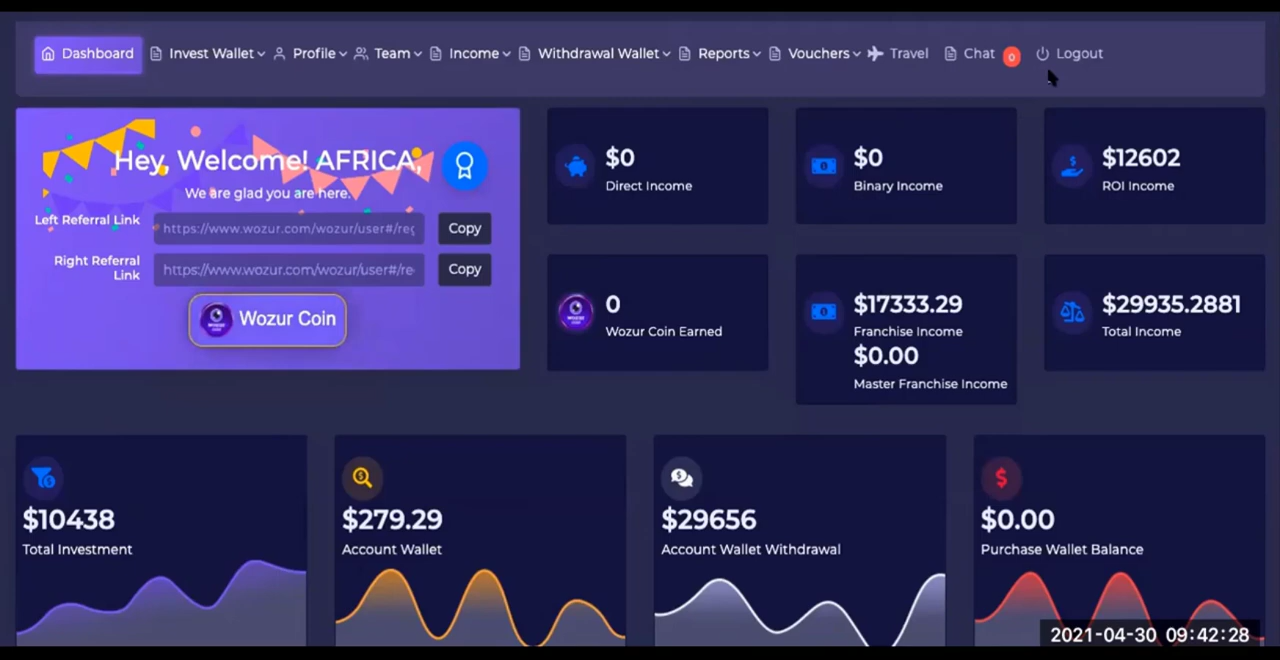 Dashboard Invest Wallet Profile Team Income Withdrawal Wallet Reports Vouchers Travel Chat 0 Logout
Hey, Welcome! AFRICA,
We are glad you are here.
Left Referral Link https://www.wozur.com/wozur/user#/reg Copy
Right Referral
Link
https://www.wozur.com/wozur/user#/re Copy
Wozur Coin
$0
Direct Income
$0
Binary Income
$12602
ROI Income
0
Wozur Coin Earned
$17333.29
Franchise Income
$0.00
Master Franchise Income
$29935.2881
Total Income
$10438
Total Investment
$279.29
Account Wallet
$29656
Account Wallet Withdrawal
$0.00
Purchase Wallet Balance
2021-04-30 09:42:28